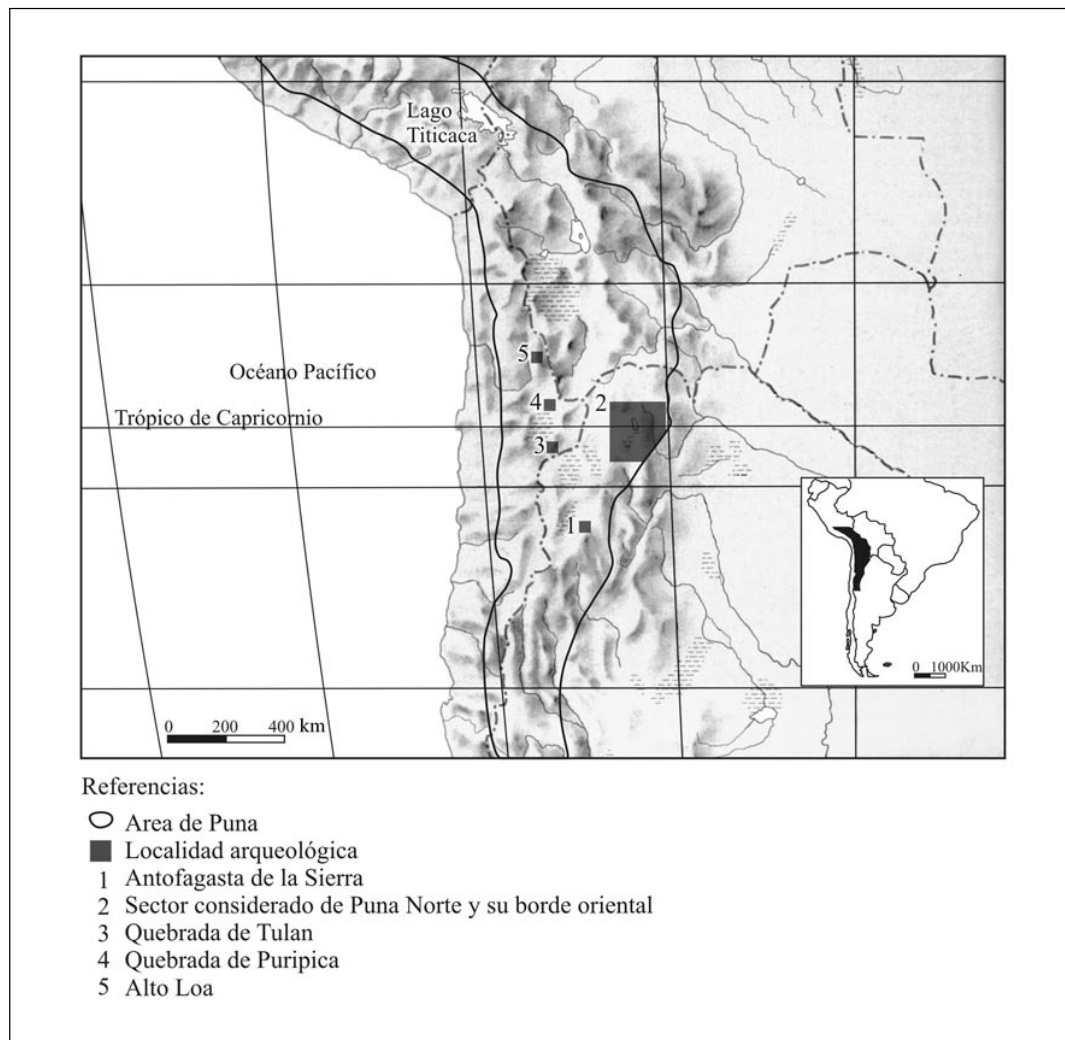 Lago
Titicaca
5
Océano Pacífico
4
2
Trópico de Capricornio
3
1
0 1000Km
0 200 400 km
Referencias:
Area de Puna
Localidad arqueológica
1 Antofagasta de la Sierra
2 Sector considerado de Puna Norte y su borde oriental
3 Quebrada de Tulan
4 Quebrada de Puripica
5 Alto Loa